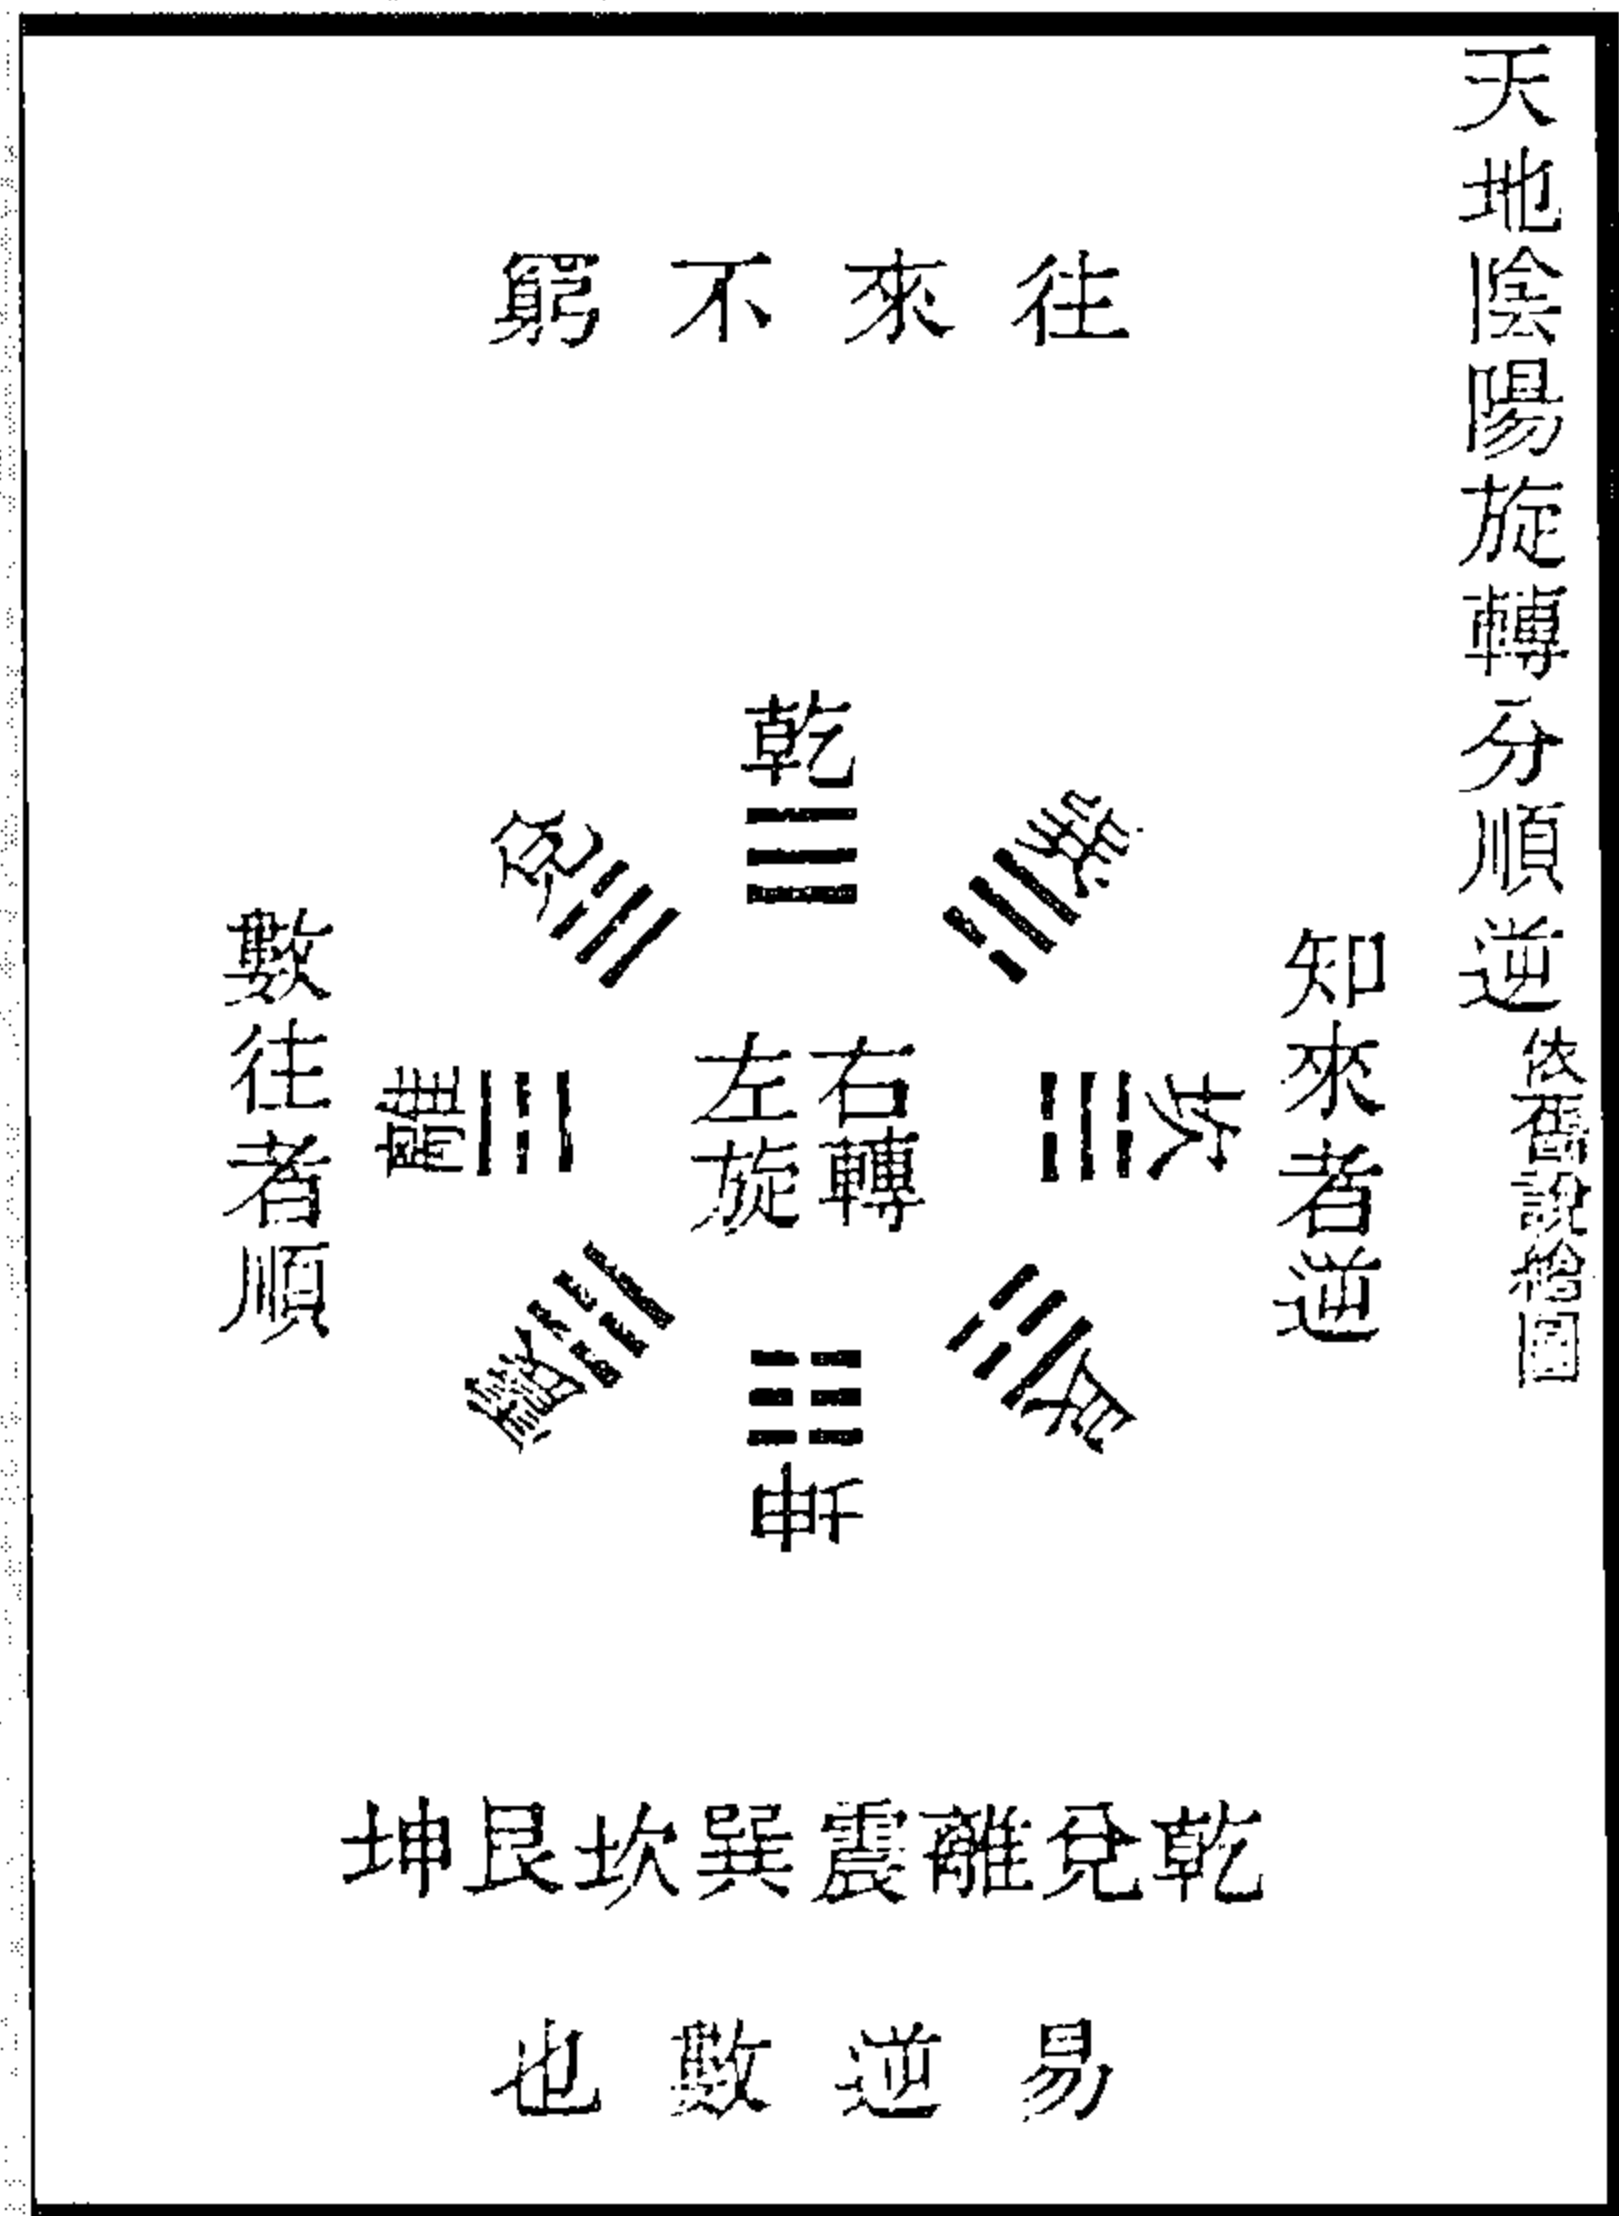 天地陰陽旋轉分順逆
依舊說繪圖
往來不窮
知來者逆
數往者順
乾
兌
離
震
巽
坎
艮
坤
右轉
左旋
乾兌離震巽坎艮坤
易逆數也